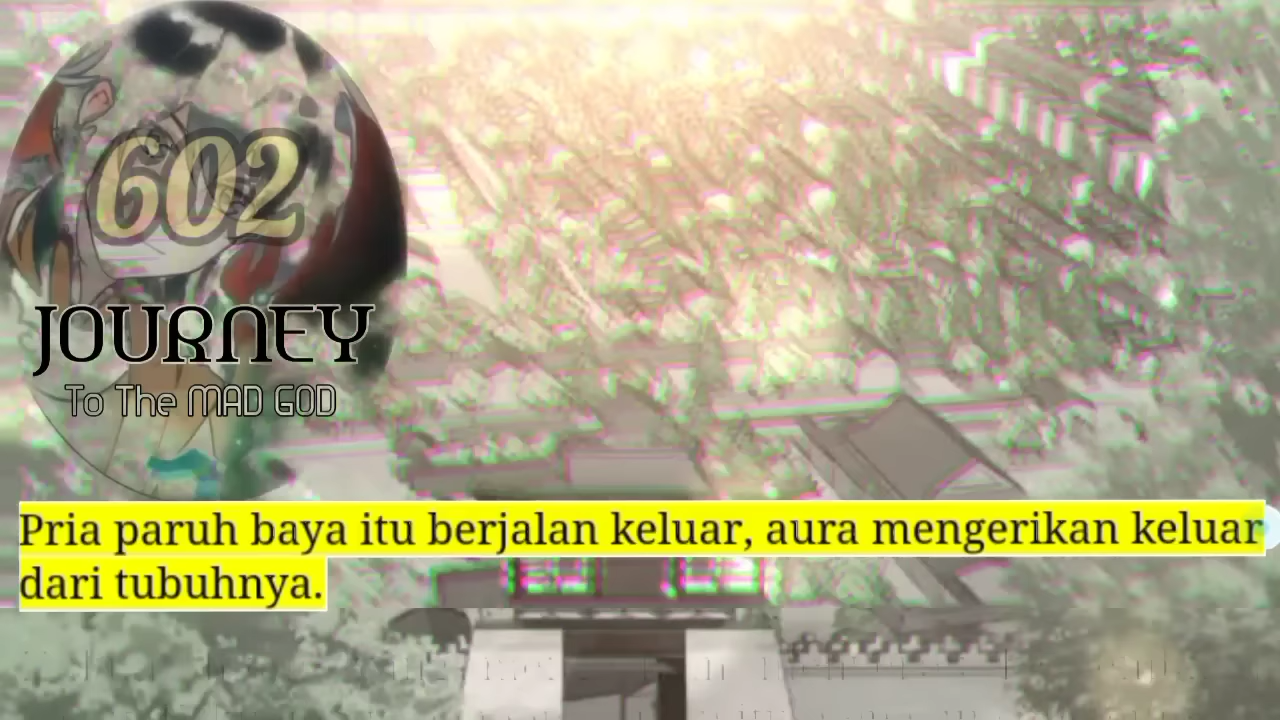 602
JOURNEY
To The MAD GOD
Pria paruh baya itu berjalan keluar, aura mengerikan keluar
dari tubuhnya.